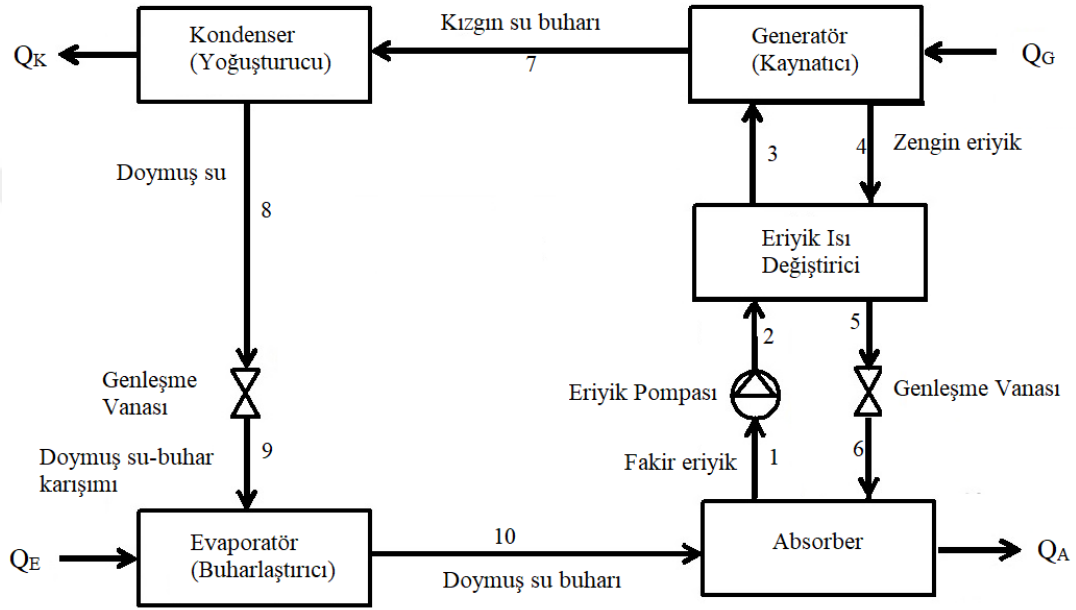 Kondenser
(Yoğuşturucu)
Kızgın su buharı
7
Generatör
(Kaynatıcı)
QK
QG
Doymuş su
8
3
4
Zengin eriyik
Eriyik Isı
Değiştirici
2
5
Genleşme
Vanası
Eriyik Pompası
Genleşme Vanası
9
Doymuş su-buhar
karışımı
Fakir eriyik
1
6
QE
Evaporatör
(Buharlaştırıcı)
10
Doymuş su buharı
Absorber
QA